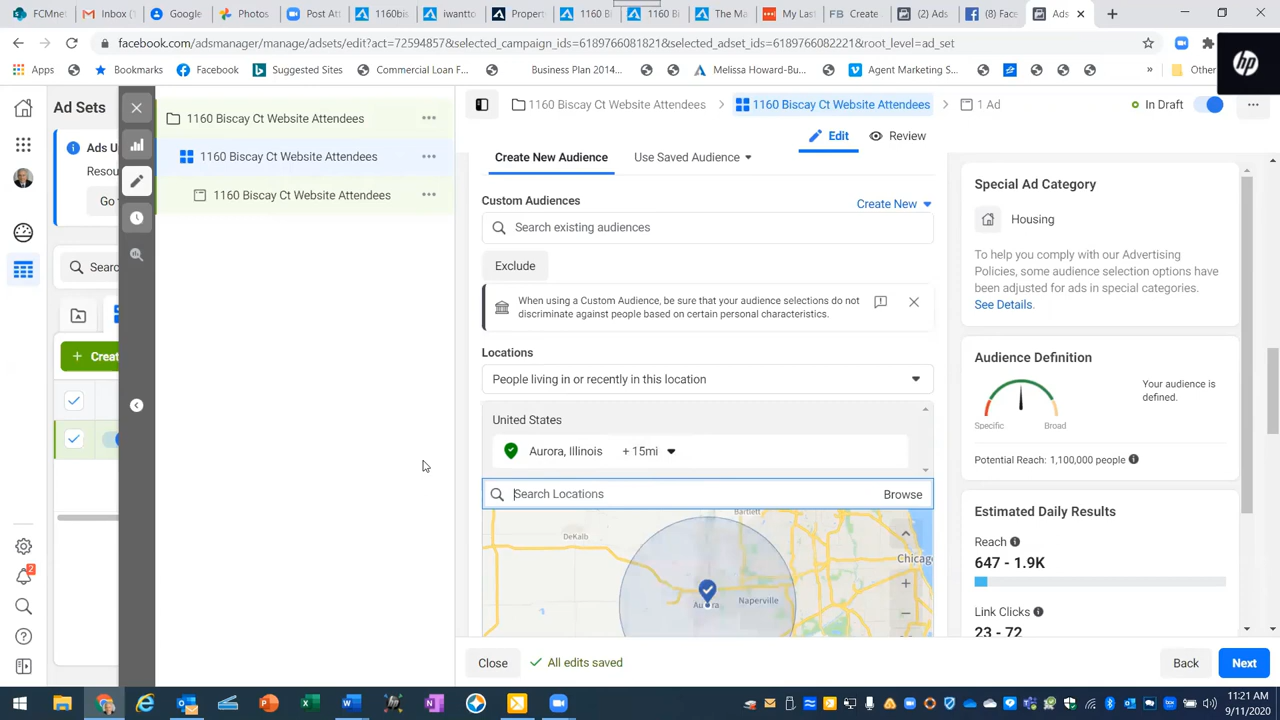 FCMnet
Inbox
Google
Photos
Post Att
1160bis
iwantto
Propert
1160 B
1160 Bi
The Ma
My Last
FB Create
(2) Ads
(8) Face
Ads
facebook.com/adsmanager/manage/adsets/edit?act=72594857&selected_campaign_ids=6189766081821&selected_adset_ids=6189766082221&root_level=ad_set
Apps
Bookmarks
Facebook
Suggested Sites
Commercial Loan F...
Business Plan 2014...
Melissa Howard-Bu...
Agent Marketing S...
»
Other
hp
Ad Sets
Ads U
Resou
Go
Searc
+ Creat
1160 Biscay Ct Website Attendees
1160 Biscay Ct Website Attendees
1160 Biscay Ct Website Attendees
1160 Biscay Ct Website Attendees > 1160 Biscay Ct Website Attendees > 1 Ad
In Draft
Edit
Review
Create New Audience
Use Saved Audience
Custom Audiences
Create New
Search existing audiences
Exclude
When using a Custom Audience, be sure that your audience selections do not
discriminate against people based on certain personal characteristics.
Locations
People living in or recently in this location
United States
Aurora, Illinois + 15mi
Search Locations
Browse
Bartlett
DeKalb
Chicag
Aurora
Naperville
Close
All edits saved
Back
Next
Special Ad Category
Housing
To help you comply with our Advertising
Policies, some audience selection options have
been adjusted for ads in special categories.
See Details.
Audience Definition
Your audience is
defined.
Specific
Broad
Potential Reach: 1,100,000 people
Estimated Daily Results
Reach
647 - 1.9K
Link Clicks
23 - 72
2
11:21 AM
9/11/2020